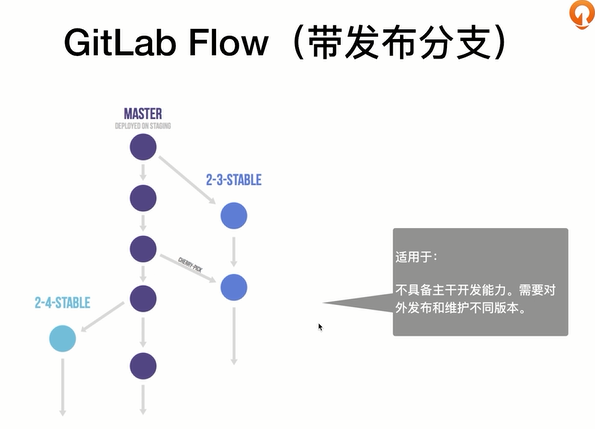 GitLab Flow（带发布分支）
MASTER
DEPLOYED ON STAGING
2-3-STABLE
CHERRY-PICK
2-4-STABLE
适用于：
不具备主干开发能力。需要对
外发布和维护不同版本。